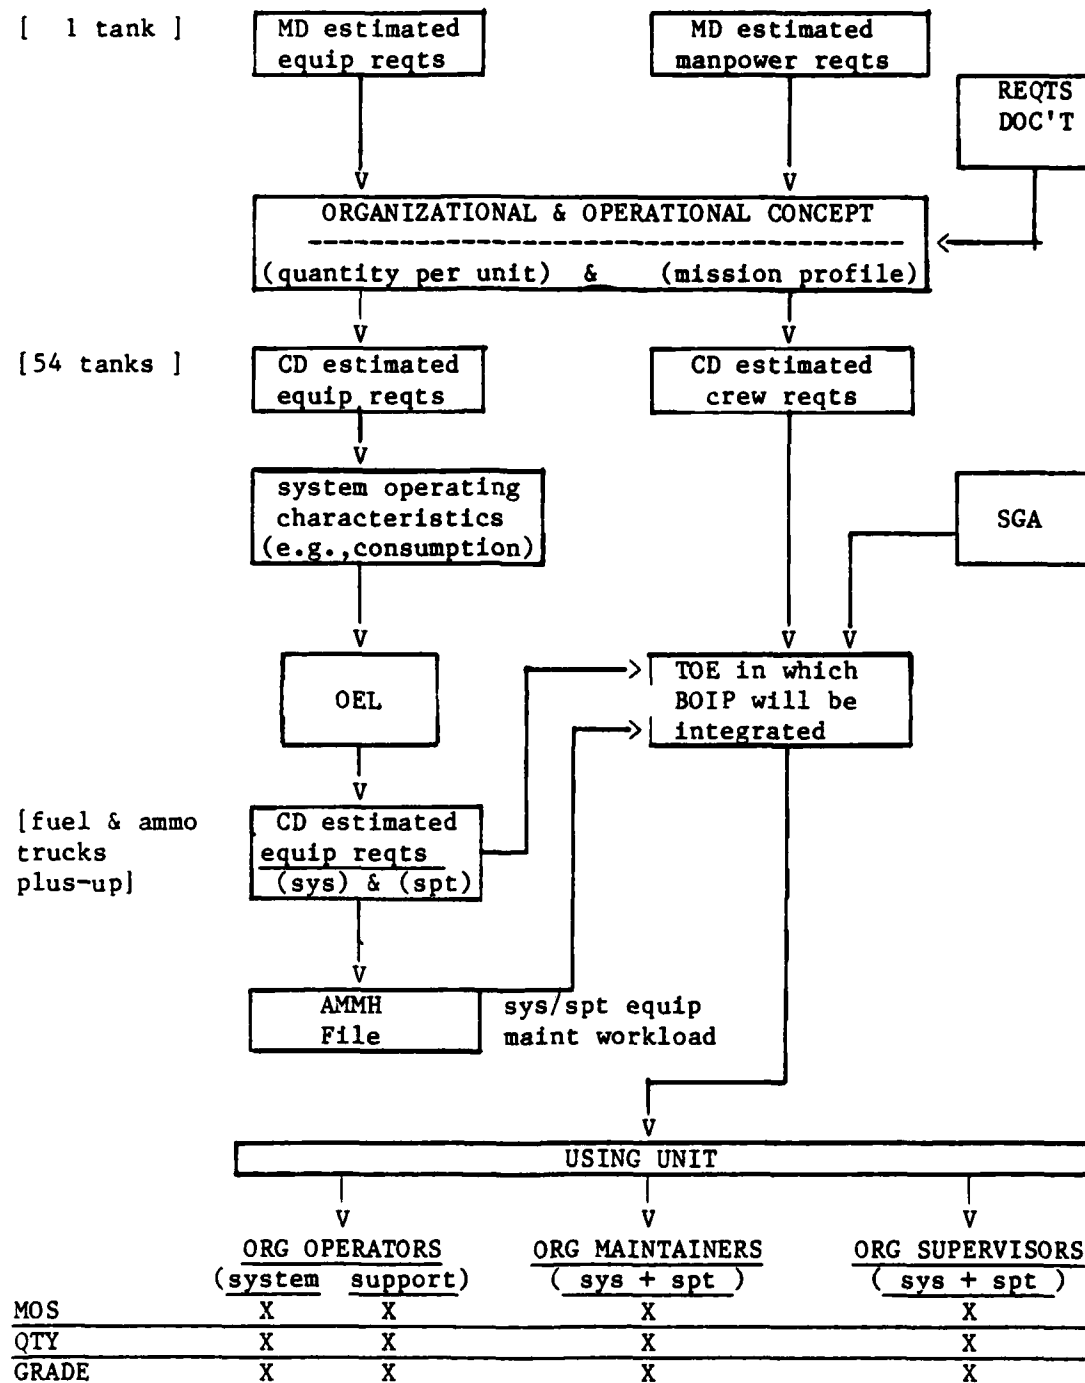 [ 1 tank ]
MD estimated
equip reqts
MD estimated
manpower reqts
REQTS
DOC'T
V V
ORGANIZATIONAL & OPERATIONAL CONCEPT
(quantity per unit) & (mission profile)
V V
[54 tanks ]
CD estimated
equip reqts
CD estimated
crew reqts
V
system operating
characteristics
(e.g.,consumption)
SGA
V V V
OEL
TOE in which
BOIP will be
integrated
V
[fuel & ammo
trucks
plus-up]
CD estimated
equip reqts
(sys) & (spt)
V
AMMH
File
sys/spt equip
maint workload
V
USING UNIT
V V V
ORG OPERATORS ORG MAINTAINERS ORG SUPERVISORS
(system support) ( sys + spt ) ( sys + spt )
MOS X X X X
QTY X X X X
GRADE X X X X